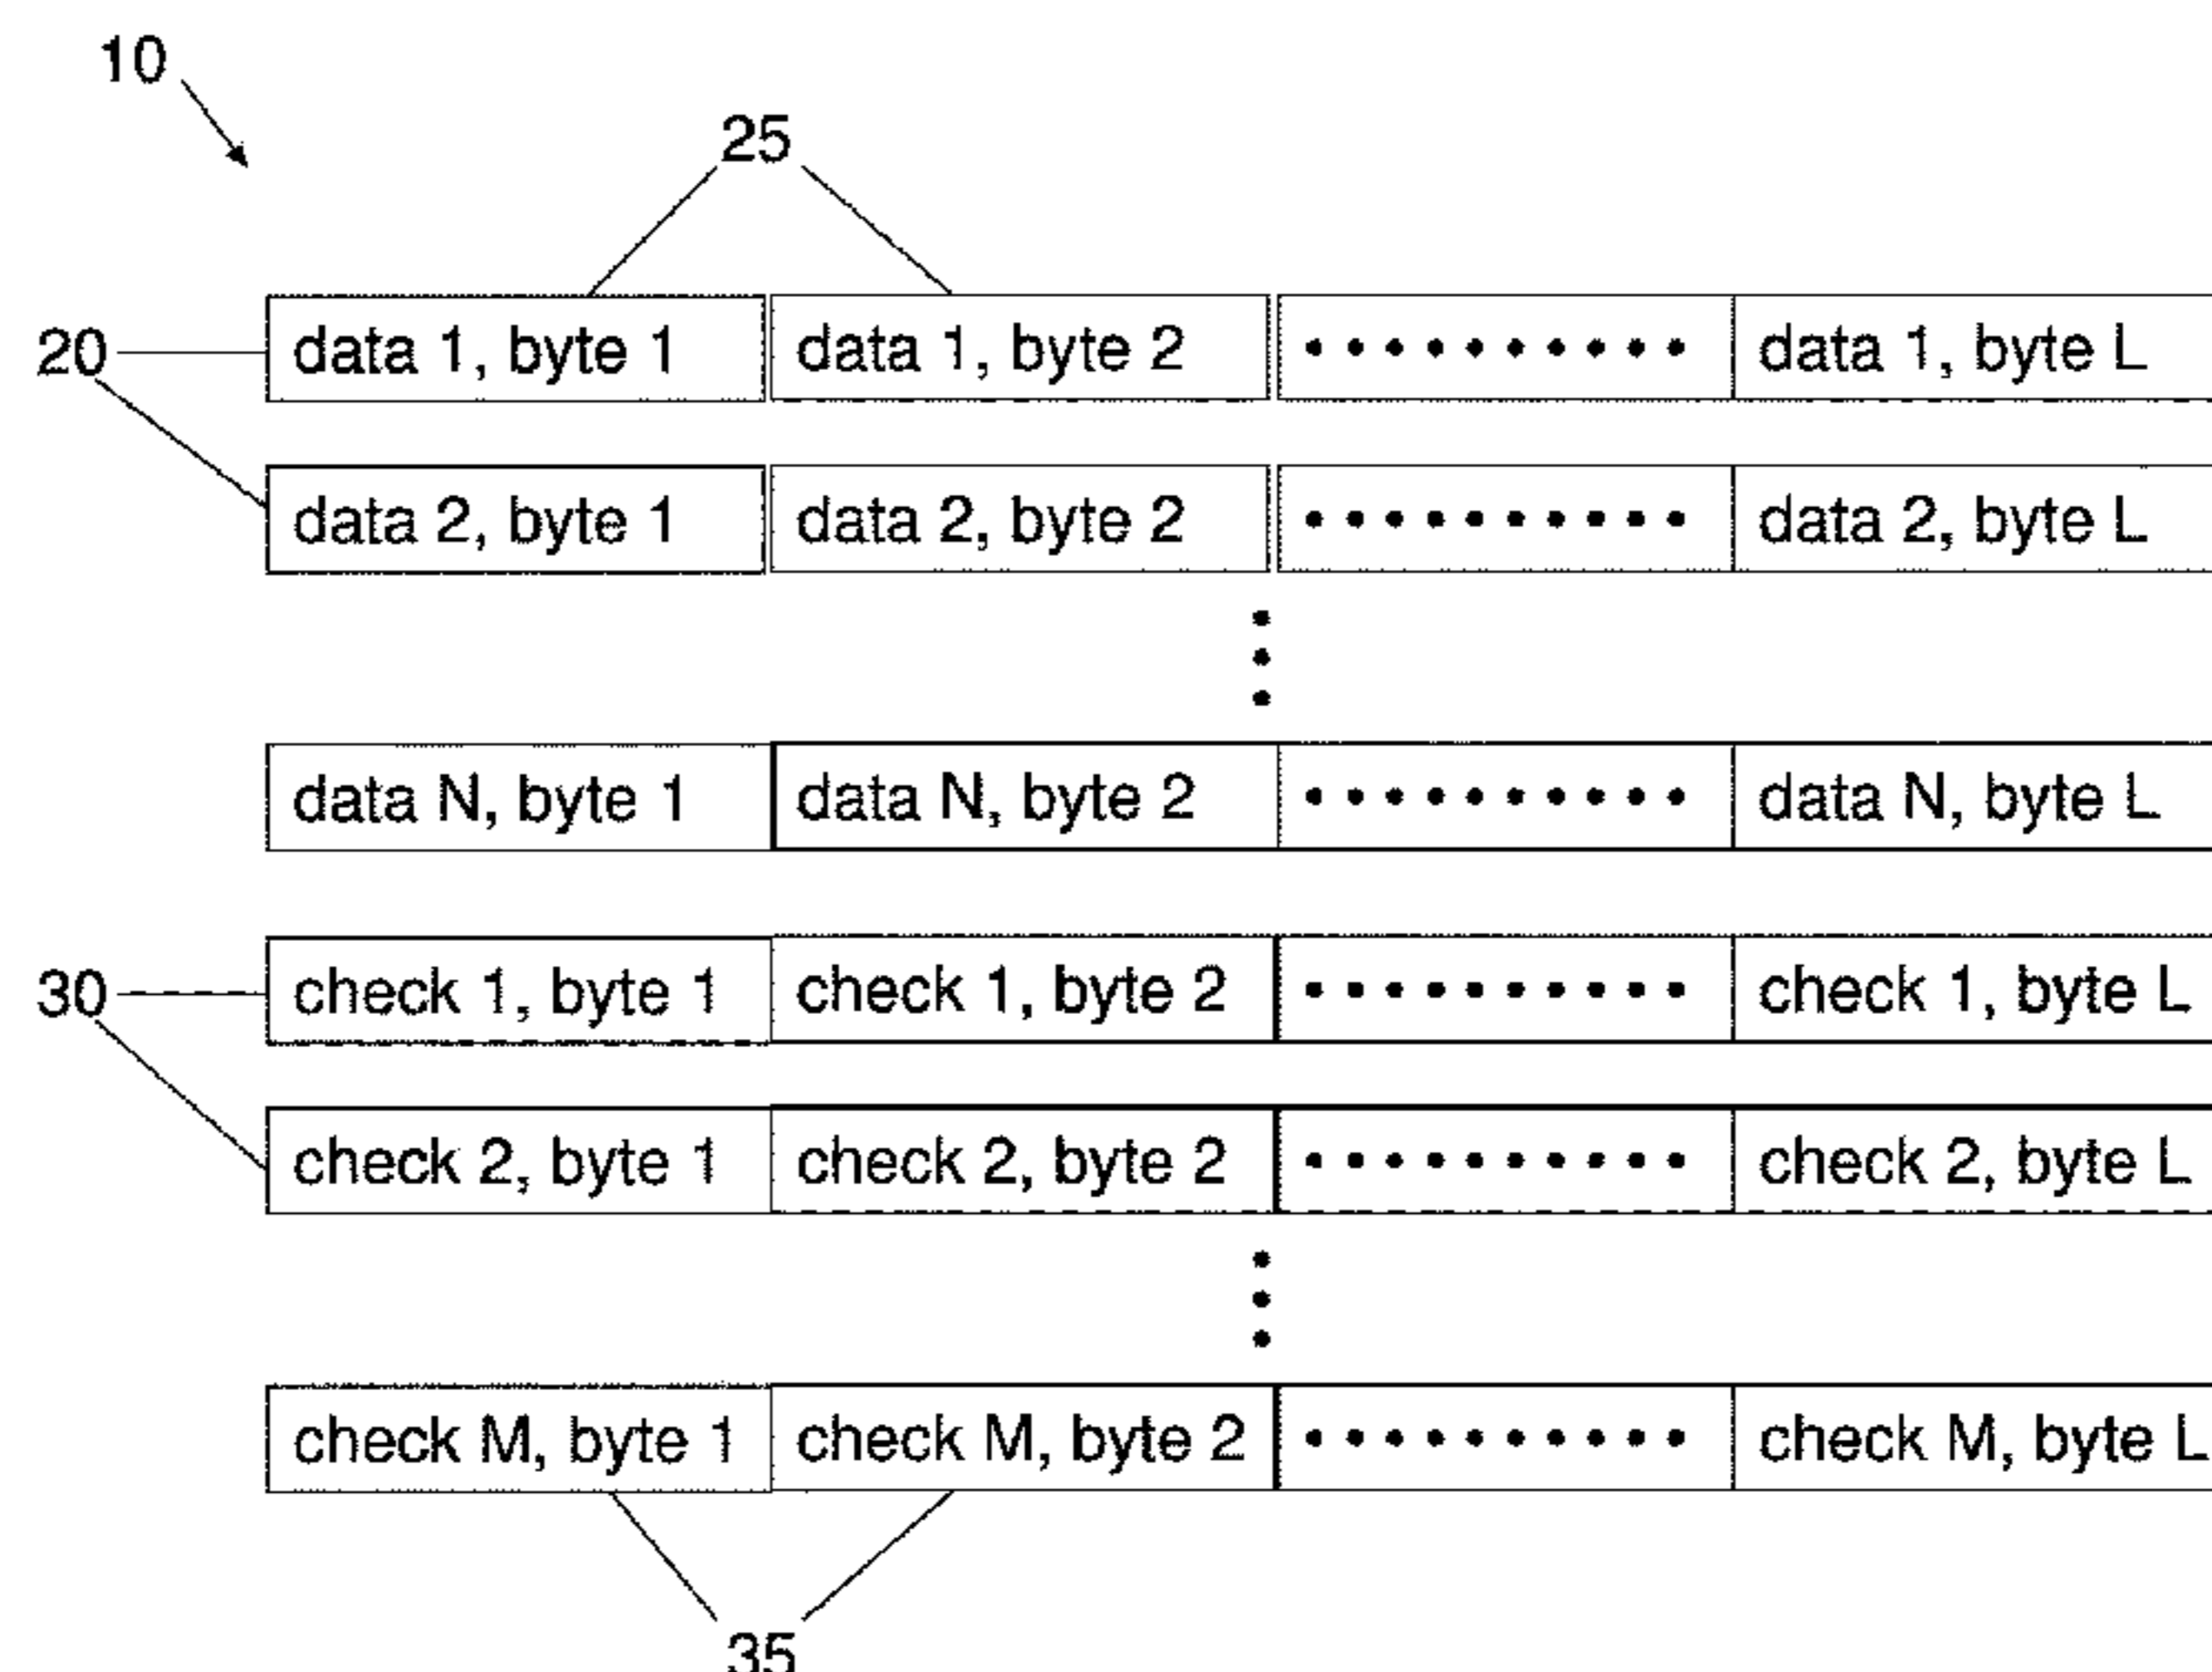 10
25
20 data 1, byte 1 data 1, byte 2 • • • • • • • • • • data 1, byte L
data 2, byte 1 data 2, byte 2 • • • • • • • • • • data 2, byte L
data N, byte 1 data N, byte 2 • • • • • • • • • • data N, byte L
30 check 1, byte 1 check 1, byte 2 • • • • • • • • • • check 1, byte L
check 2, byte 1 check 2, byte 2 • • • • • • • • • • check 2, byte L
check M, byte 1 check M, byte 2 • • • • • • • • • • check M, byte L
35